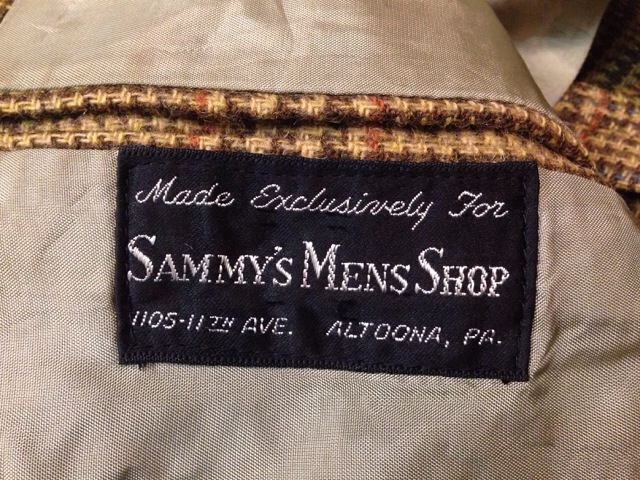 Made Exclusively For
SAMMY'S MENS SHOP
1105-11TH AVE. ALTOONA, PA.